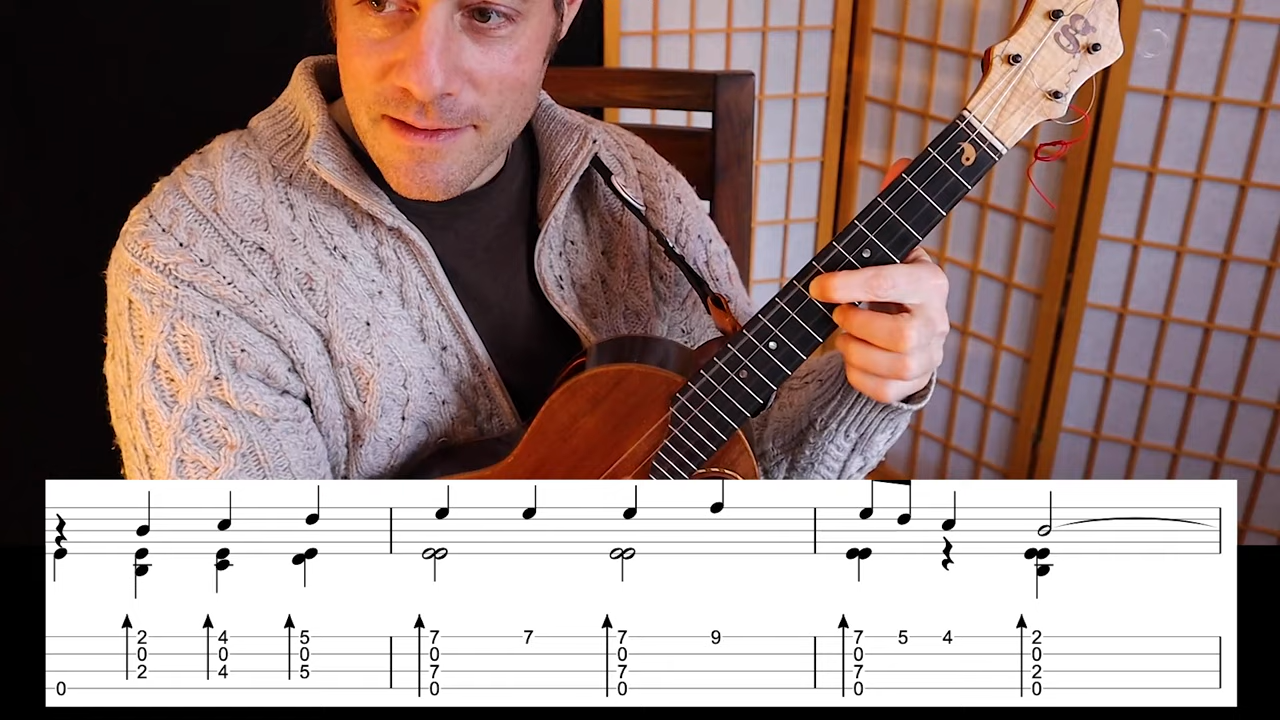 2 4 5 7 7 7 9 7 5 4 2
0 0 0 0 0 0 0
2 4 5 7 7 7 2
0 0 0 0 0